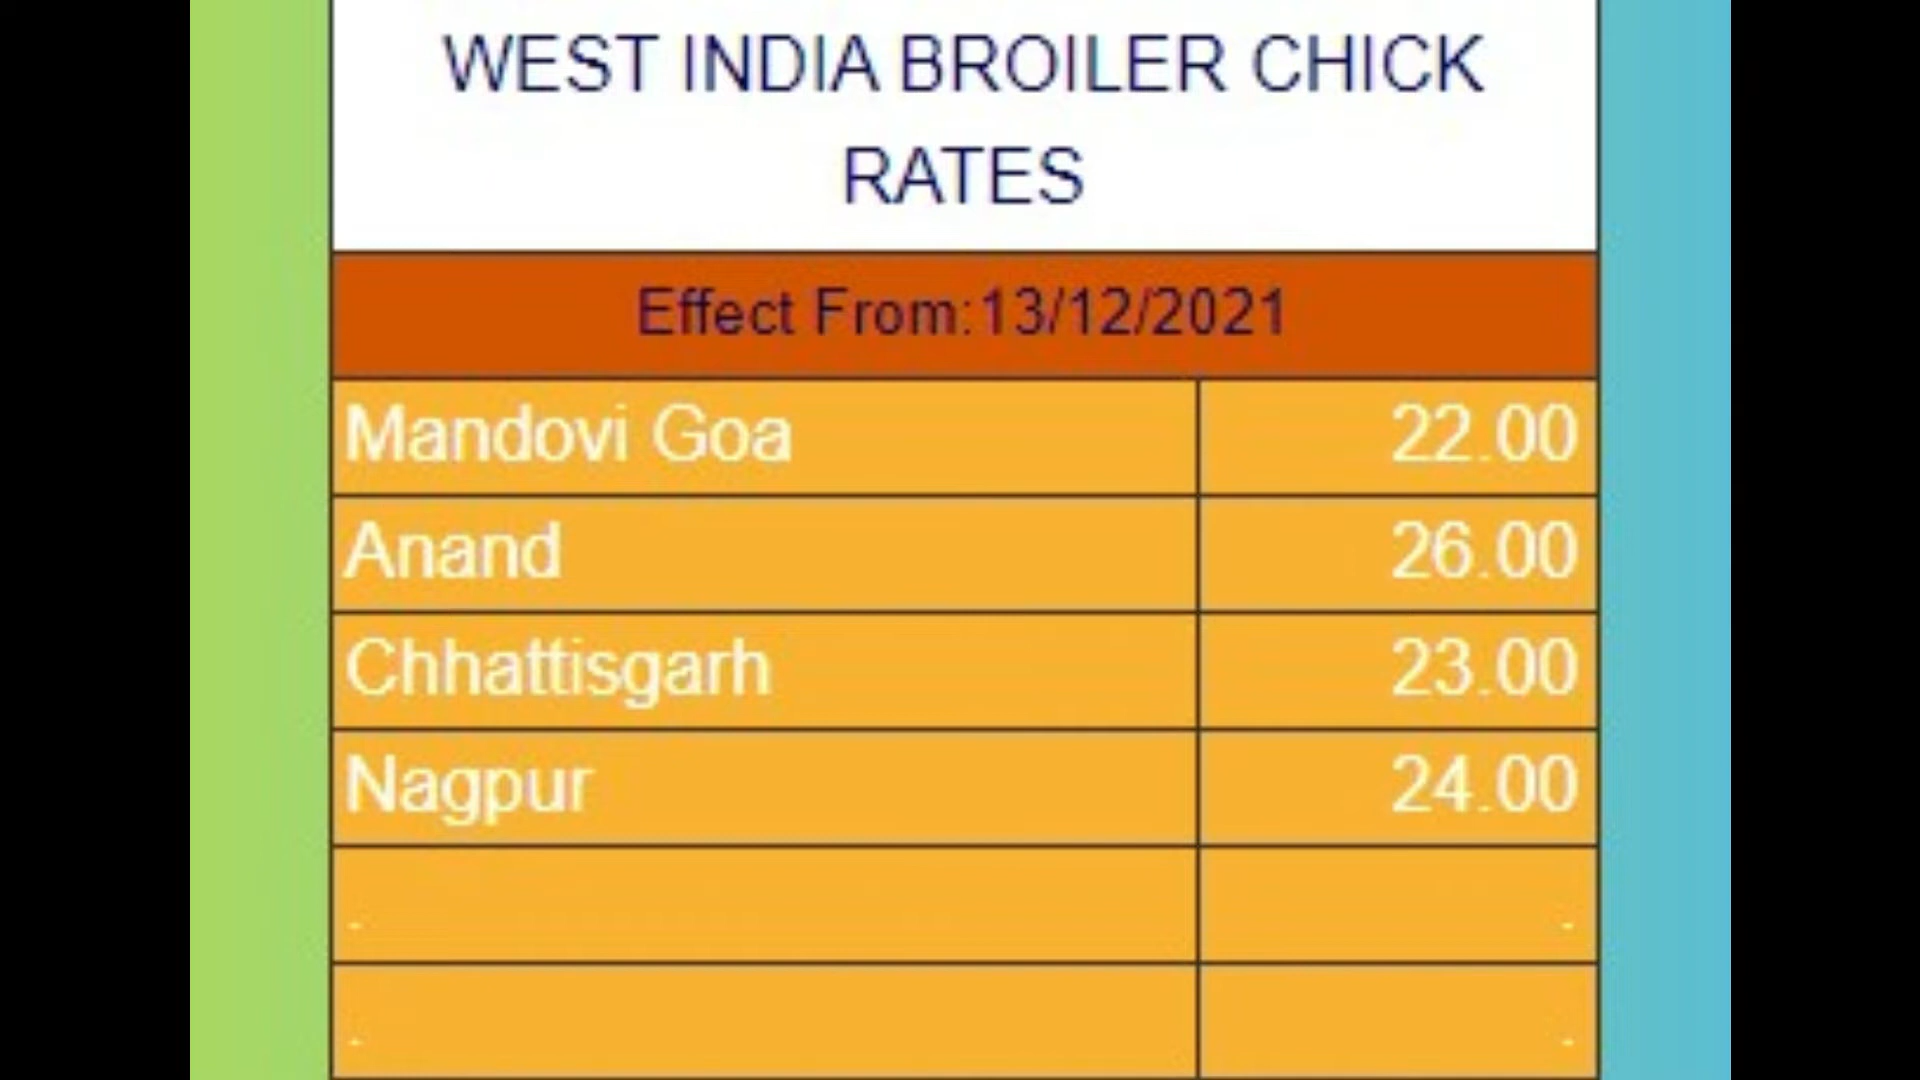 WEST INDIA BROILER CHICK
RATES
Effect From:13/12/2021
Mandovi Goa 22.00
Anand 26.00
Chhattisgarh 23.00
Nagpur 24.00
- -
- -